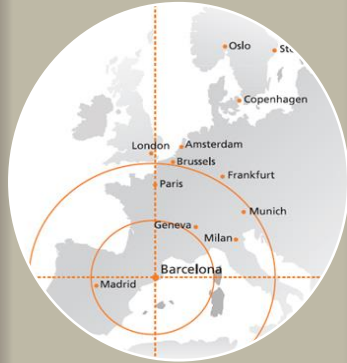 Oslo
Copenhagen
London
Amsterdam
Brussels
Paris
Frankfurt
Munich
Geneva
Milan
Barcelona
Madrid